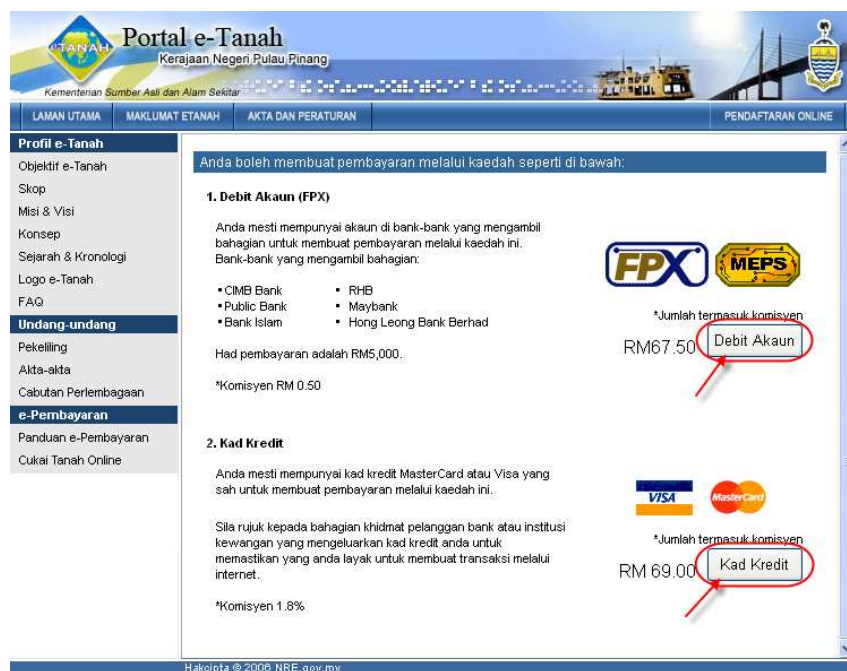 eTANAH
Portal e-Tanah
Kerajaan Negeri Pulau Pinang
Kementerian Sumber Asli dan Alam Sekitar
LAMAN UTAMA MAKLUMAT ETANAH AKTA DAN PERATURAN PENDAFTARAN ONLINE
Profil e-Tanah
Objektif e-Tanah
Skop
Misi & Visi
Konsep
Sejarah & Kronologi
Logo e-Tanah
FAQ
Undang-undang
Pekeliling
Akta-akta
Cabutan Perlembagaan
e-Pembayaran
Panduan e-Pembayaran
Cukai Tanah Online
Anda boleh membuat pembayaran melalui kaedah seperti di bawah:
1. Debit Akaun (FPX)
Anda mesti mempunyai akaun di bank-bank yang mengambil
bahagian untuk membuat pembayaran melalui kaedah ini.
Bank-bank yang mengambil bahagian:
▪ CIMB Bank ▪ RHB
▪ Public Bank ▪ Maybank
▪ Bank Islam ▪ Hong Leong Bank Berhad
Had pembayaran adalah RM5,000.
*Komisyen RM 0.50
FPX MEPS
*Jumlah termasuk komisyen
RM67.50 Debit Akaun
2. Kad Kredit
Anda mesti mempunyai kad kredit MasterCard atau Visa yang
sah untuk membuat pembayaran melalui kaedah ini.
Sila rujuk kepada bahagian khidmat pelanggan bank atau institusi
kewangan yang mengeluarkan kad kredit anda untuk
memastikan yang anda layak untuk membuat transaksi melalui
internet.
*Komisyen 1.8%
VISA MasterCard
*Jumlah termasuk komisyen
RM 69.00 Kad Kredit
Hakcipta © 2006 NRE.gov.my